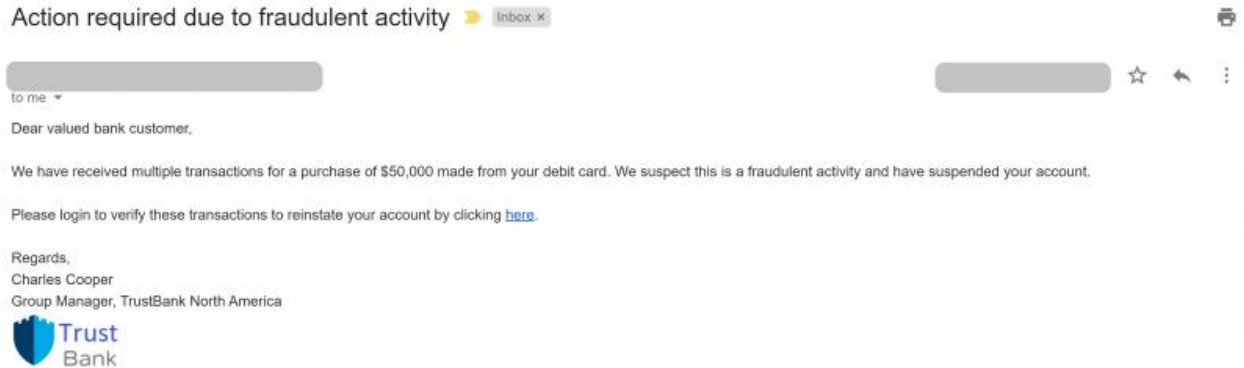 Action required due to fraudulent activity Inbox ×
to me
Dear valued bank customer,
We have received multiple transactions for a purchase of $50,000 made from your debit card. We suspect this is a fraudulent activity and have suspended your account.
Please login to verify these transactions to reinstate your account by clicking here.
Regards,
Charles Cooper
Group Manager, TrustBank North America
Trust
Bank